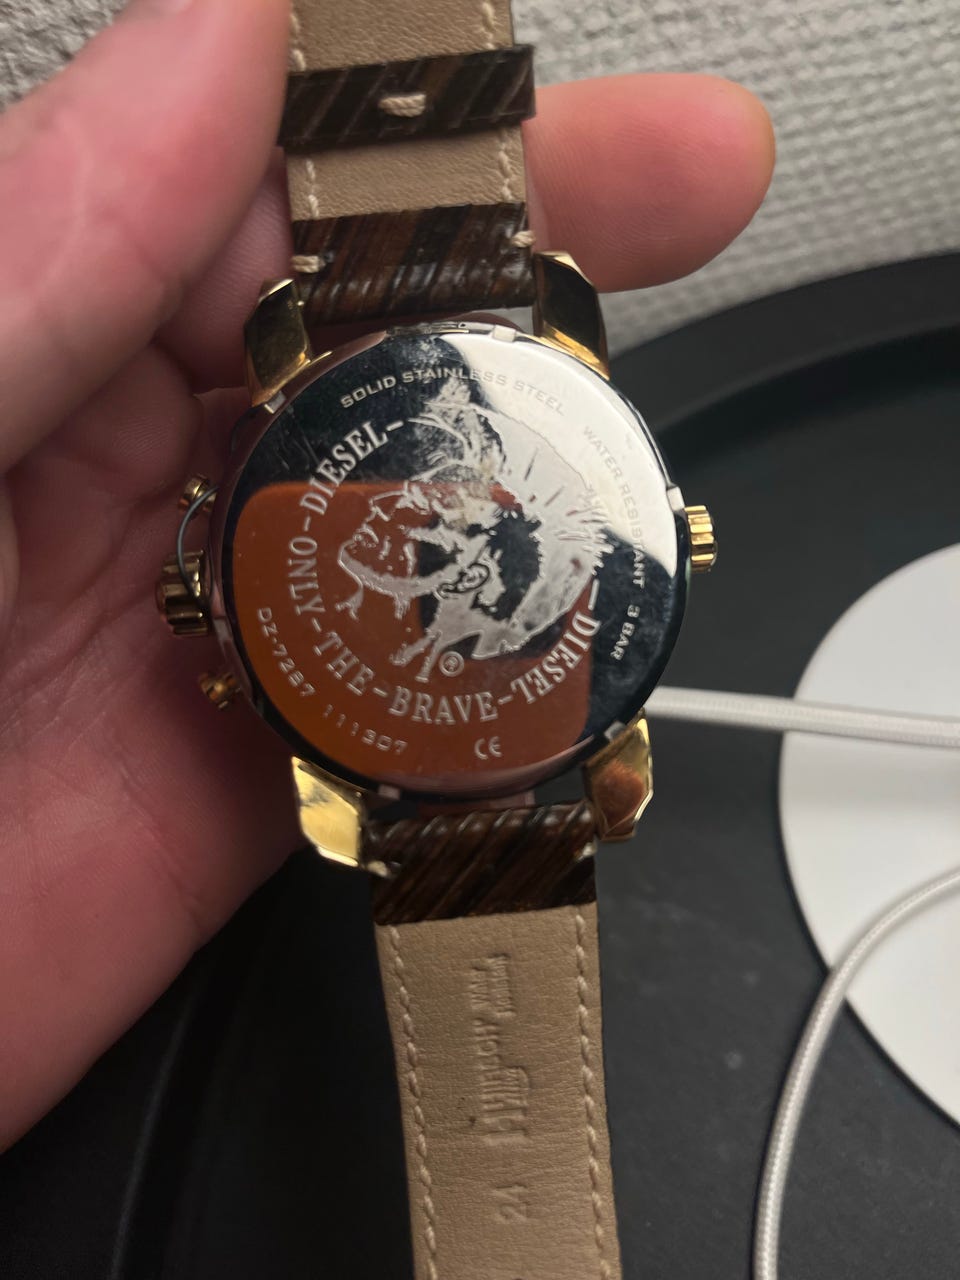 SOLID STAINLESS STEEL
WATER RESISTANT 3 BAR
DIESEL-ONLY-THE-BRAVE-DIESEL-
®
DZ-7287 111307
CE
24